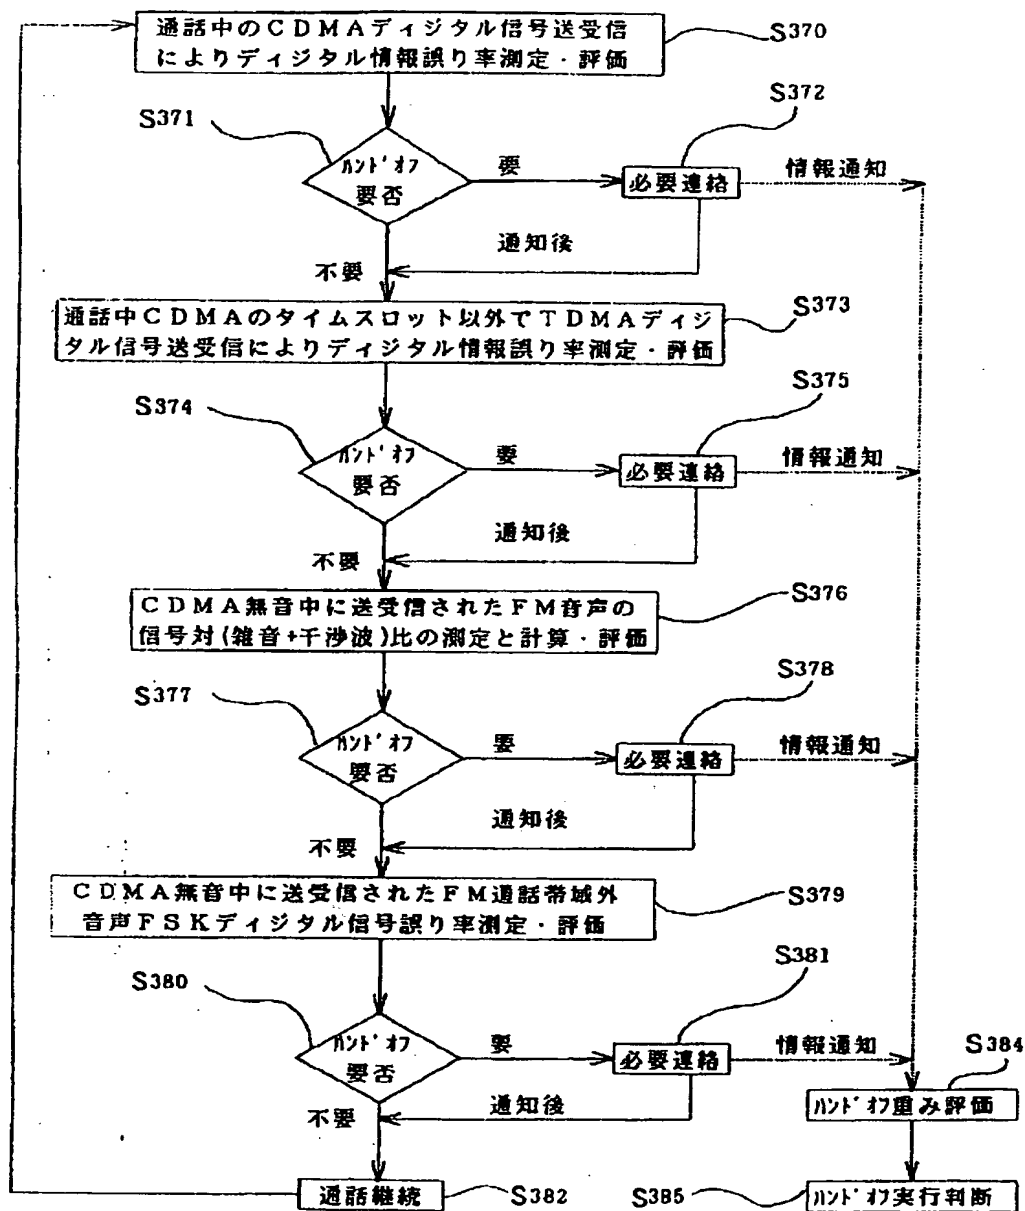 通話中のCDMAディジタル信号送受信
によりディジタル情報誤り率測定・評価
S370
S371
S372
ﾊﾝﾄﾞｵﾌ
要否
要
必要連絡
情報通知
通知後
不要
S373
通話中CDMAのタイムスロット以外でTDMAディジ
タル信号送受信によりディジタル情報誤り率測定・評価
S375
S374
ﾊﾝﾄﾞｵﾌ
要否
要
必要連絡
情報通知
通知後
不要
S376
CDMA無音中に送受信されたFM音声の
信号対(雑音+干渉波)比の測定と計算・評価
S378
S377
ﾊﾝﾄﾞｵﾌ
要否
要
必要連絡
情報通知
通知後
不要
CDMA無音中に送受信されたFM通話帯域外
音声FSKディジタル信号誤り率測定・評価
S379
S381
S380
ﾊﾝﾄﾞｵﾌ
要否
要
必要連絡
情報通知
S384
通知後
不要
ﾊﾝﾄﾞｵﾌ重み評価
通話継続
S382
S385
ﾊﾝﾄﾞｵﾌ実行判断